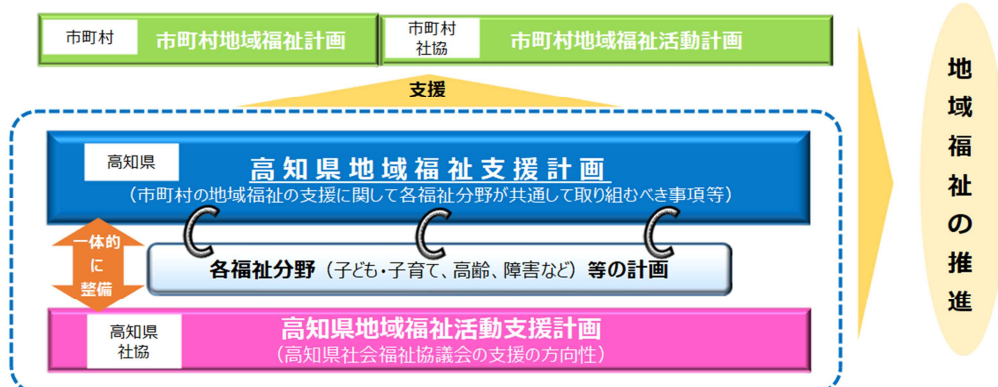 市町村
市町村地域福祉計画
市町村
社協
市町村地域福祉活動計画
支援
高知県
高知県地域福祉支援計画
（市町村の地域福祉の支援に関して各福祉分野が共通して取り組むべき事項等）
一体的
に
整備
各福祉分野（子ども・子育て、高齢、障害など）等の計画
高知県
社協
高知県地域福祉活動支援計画
（高知県社会福祉協議会の支援の方向性）
地域福祉の推進